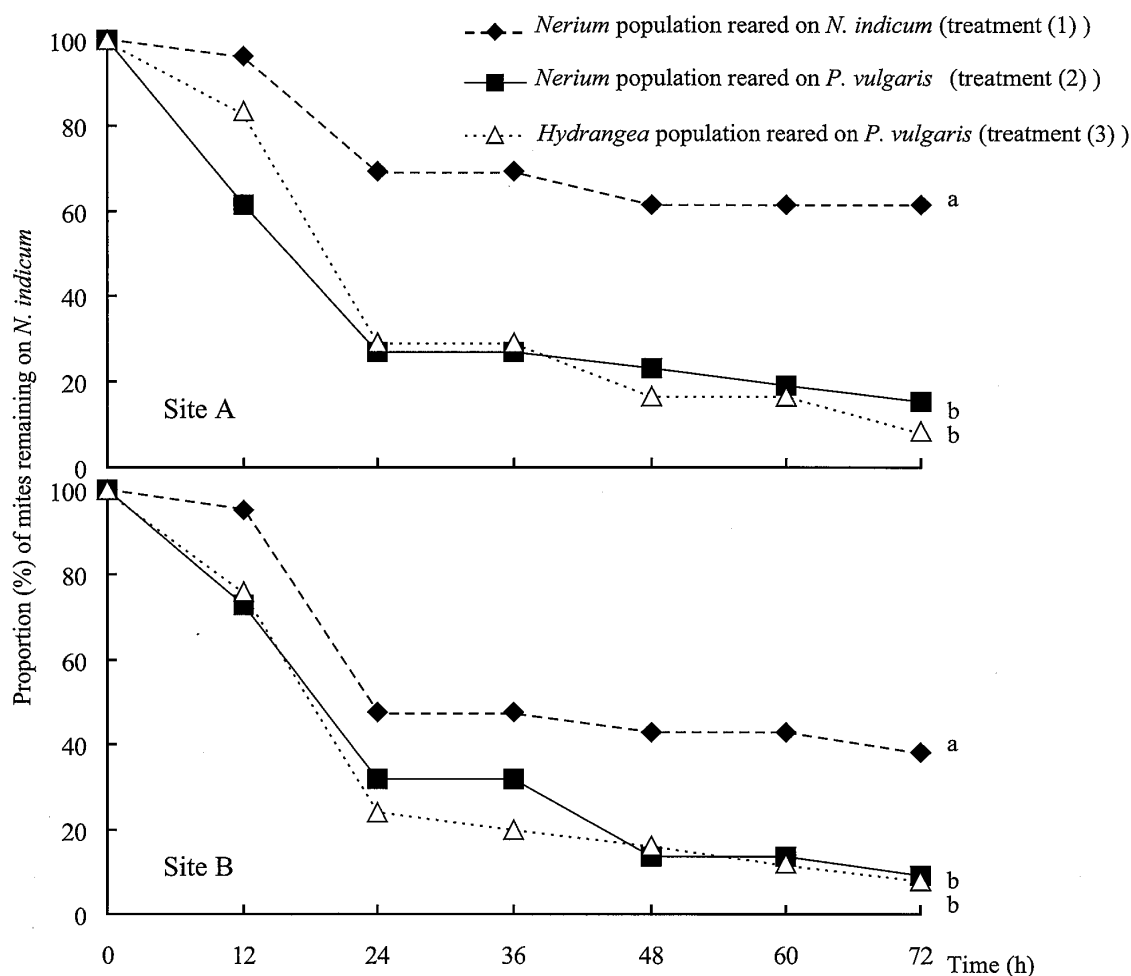 Nerium population reared on N. indicum (treatment (1) )
Nerium population reared on P. vulgaris (treatment (2) )
Hydrangea population reared on P. vulgaris (treatment (3) )
Proportion (%) of mites remaining on N. indicum
100
80
60
40
20
0
Site A
a
b
b
100
80
60
40
20
0
Site B
a
b
b
0 12 24 36 48 60 72 Time (h)